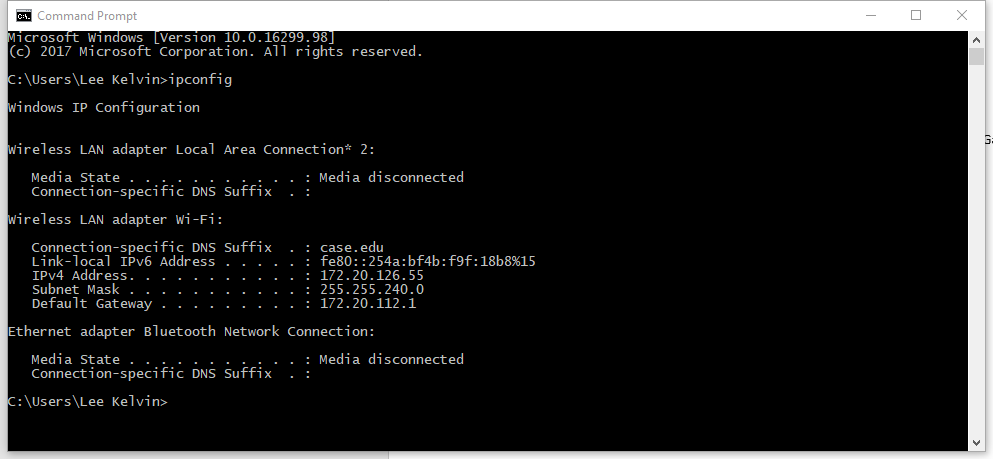 Command Prompt
Microsoft Windows [Version 10.0.16299.98]
(c) 2017 Microsoft Corporation. All rights reserved.
C:\Users\Lee Kelvin>ipconfig
Windows IP Configuration
Wireless LAN adapter Local Area Connection* 2:
Media State . . . . . . . . . . . : Media disconnected
Connection-specific DNS Suffix  . :
Wireless LAN adapter Wi-Fi:
Connection-specific DNS Suffix  . : case.edu
Link-local IPv6 Address . . . . . : fe80::254a:bf4b:f9f:18b8%15
IPv4 Address. . . . . . . . . . . : 172.20.126.55
Subnet Mask . . . . . . . . . . . : 255.255.240.0
Default Gateway . . . . . . . . . : 172.20.112.1
Ethernet adapter Bluetooth Network Connection:
Media State . . . . . . . . . . . : Media disconnected
Connection-specific DNS Suffix  . :
C:\Users\Lee Kelvin>